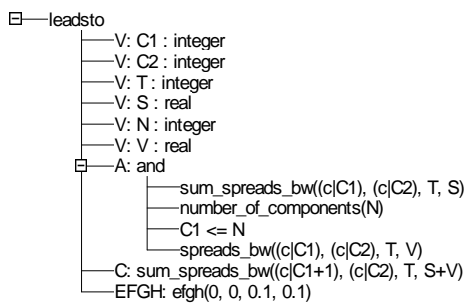 leadsto
V: C1 : integer
V: C2 : integer
V: T : integer
V: S : real
V: N : integer
V: V : real
A: and
sum_spreads_bw((c|C1), (c|C2), T, S)
number_of_components(N)
C1 <= N
spreads_bw((c|C1), (c|C2), T, V)
C: sum_spreads_bw((c|C1+1), (c|C2), T, S+V)
EFGH: efgh(0, 0, 0.1, 0.1)